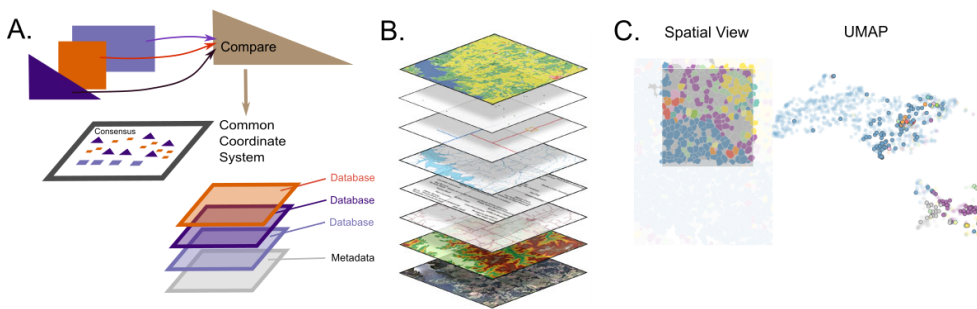 A.
Compare
Consensus
Common
Coordinate
System
Database
Database
Database
Metadata
B.
C.
Spatial View
UMAP